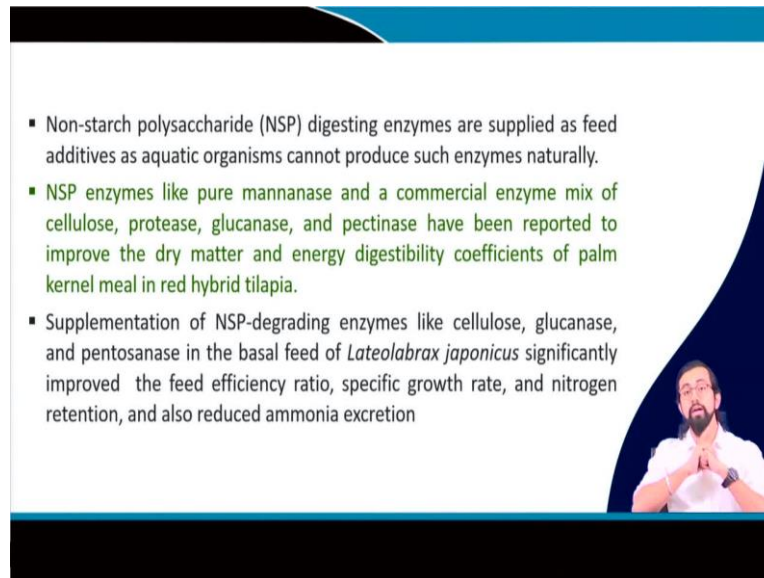 ▪ Non-starch polysaccharide (NSP) digesting enzymes are supplied as feed
additives as aquatic organisms cannot produce such enzymes naturally.
▪ NSP enzymes like pure mannanase and a commercial enzyme mix of
cellulose, protease, glucanase, and pectinase have been reported to
improve the dry matter and energy digestibility coefficients of palm
kernel meal in red hybrid tilapia.
▪ Supplementation of NSP-degrading enzymes like cellulose, glucanase,
and pentosanase in the basal feed of Lateolabrax japonicus significantly
improved the feed efficiency ratio, specific growth rate, and nitrogen
retention, and also reduced ammonia excretion